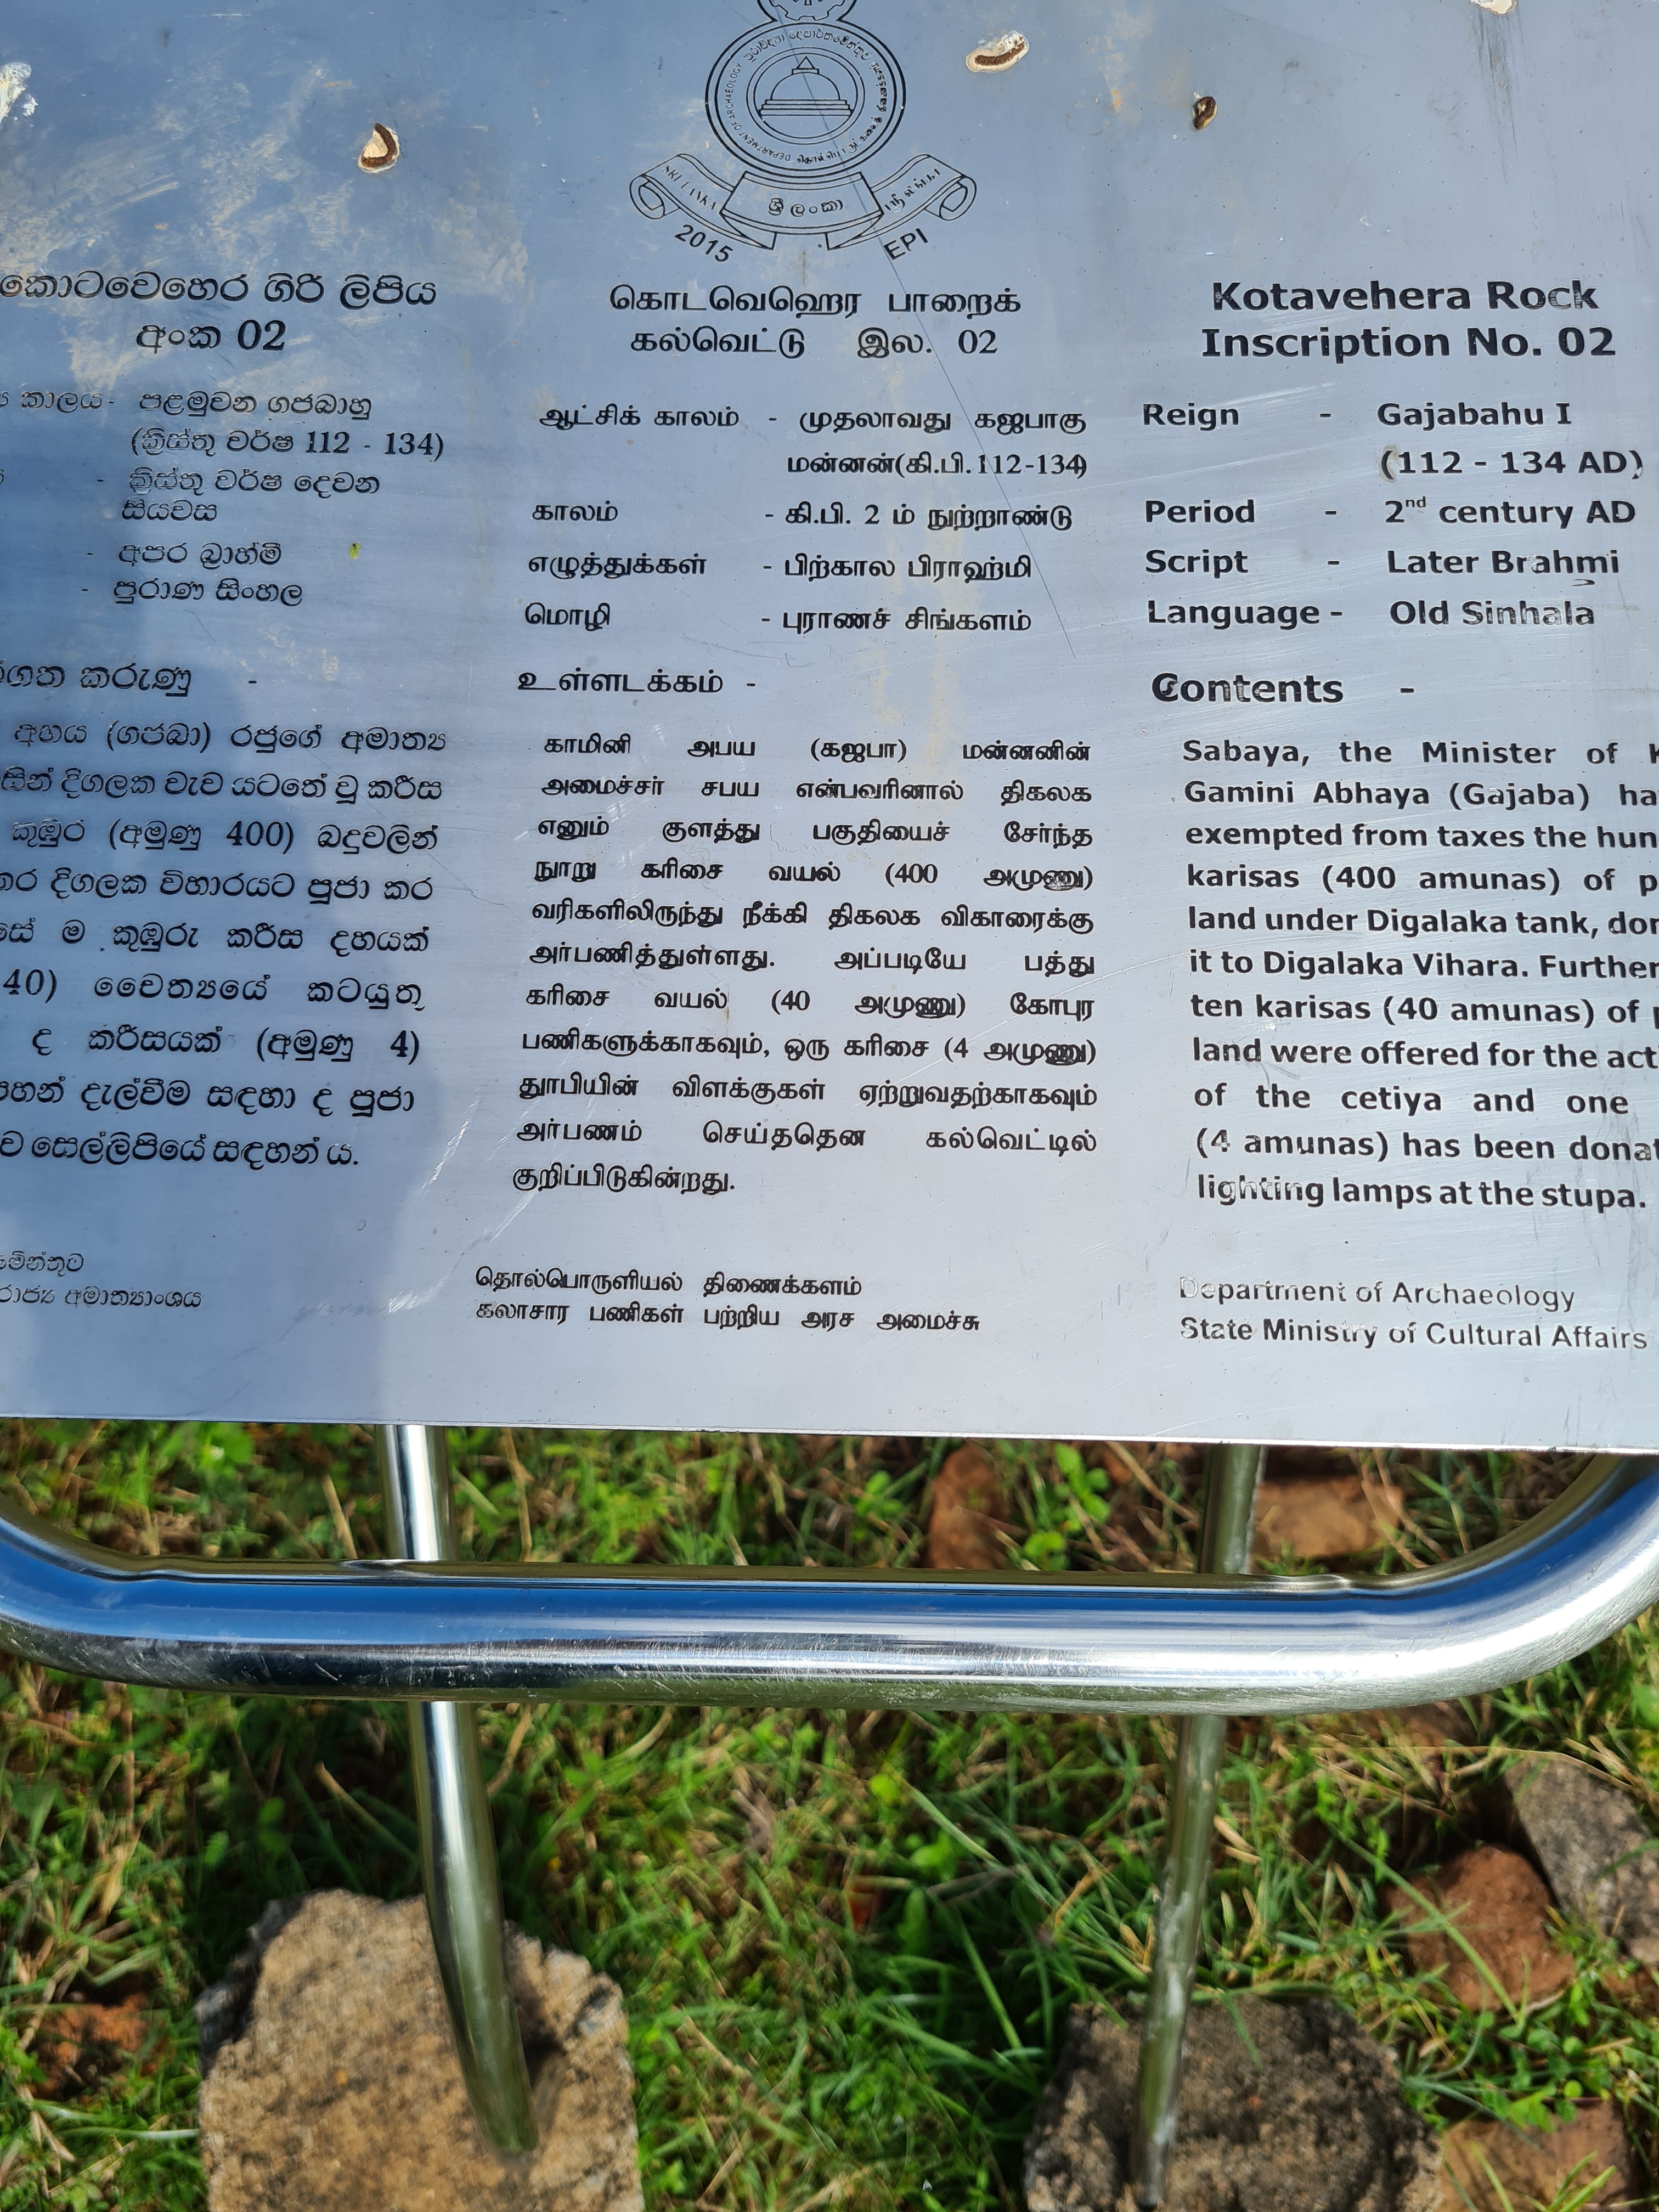 පුරාවිද්‍යා දෙපාර්තමේන්තුව
DEPARTMENT OF ARCHAEOLOGY
SRI LANKA
ශ්‍රී ලංකා
2015
EPI
කොටවෙහෙර ගිරි ලිපිය
අංක 02
කාලය - පළමුවන ගජබාහු
(ක්‍රිස්තු වර්ෂ 112 - 134)
- ක්‍රිස්තු වර්ෂ දෙවන
සියවස
- අපර බ්‍රාහ්මී
- පුරාණ සිංහල
කරුණු -
අභය (ගජබා) රජුගේ අමාත්‍ය
දිගලක වැව යටතේ වූ කරීස
කුඹුර (අමුණු 400) බදුවලින්
දිගලක විහාරයට පූජා කර
ම කුඹුරු කරීස දහයක්
40) චෛත්‍යයේ කටයුතු
ද කරීසයක් (අමුණු 4)
දැල්වීම සඳහා ද පූජා
සෙල්ලිපියේ සඳහන් ය.
රාජ්‍ය අමාත්‍යාංශය
கொடவெஹெர பாறைக்
கல்வெட்டு இல. 02
ஆட்சிக் காலம் - முதலாவது கஜபாகு
மன்னன்(கி.பி.112-134)
காலம் - கி.பி. 2 ம் நுற்றாண்டு
எழுத்துக்கள் - பிற்கால பிராஹ்மி
மொழி - புராணச் சிங்களம்
உள்ளடக்கம் -
காமினி அபய (கஜபா) மன்னனின்
அமைச்சர் சபய என்பவரினால் திகலக
எனும் குளத்து பகுதியைச் சேர்ந்த
நூறு கரிசை வயல் (400 அமுணு)
வரிகளிலிருந்து நீக்கி திகலக விகாரைக்கு
அர்பணித்துள்ளது. அப்படியே பத்து
கரிசை வயல் (40 அமுணு) கோபுர
பணிகளுக்காகவும், ஒரு கரிசை (4 அமுணு)
தூபியின் விளக்குகள் ஏற்றுவதற்காகவும்
அர்பணம் செய்ததென கல்வெட்டில்
குறிப்பிடுகின்றது.
தொல்பொருளியல் திணைக்களம்
கலாசார பணிகள் பற்றிய அரச அமைச்சு
Kotavehera Rock
Inscription No. 02
Reign - Gajabahu I
(112 - 134 AD)
Period - 2nd century AD
Script - Later Brahmi
Language - Old Sinhala
Contents -
Sabaya, the Minister of
Gamini Abhaya (Gajaba)
exempted from taxes the
karisas (400 amunas) of
land under Digalaka tank,
it to Digalaka Vihara.
ten karisas (40 amunas) of
land were offered for the
of the cetiya and one
(4 amunas) has been
lighting lamps at the stupa.
Department of Archaeology
State Ministry of Cultural Affairs